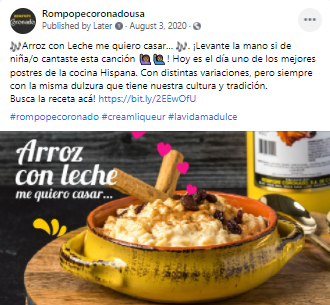 Rompopecoronadousa
Published by Later · August 3, 2020 ·
🎶Arroz con Leche me quiero casar... 🎶. ¡Levante la mano si de
niña/o cantaste esta canción 🙋🏾‍♀️🙋🏾‍♂️! Hoy es el día uno de los mejores
postres de la cocina Hispana. Con distintas variaciones, pero siempre
con la misma dulzura que tiene nuestra cultura y tradición.
Busca la receta acá! https://bit.ly/2EEwOfU
#rompopecoronado #creamliqueur #lavidamadulce
Arroz
con leche
me quiero casar...